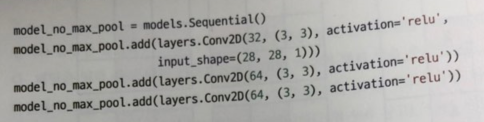 model_no_max_pool = models.Sequential()
model_no_max_pool.add(layers.Conv2D(32, (3, 3), activation='relu',
input_shape=(28, 28, 1)))
model_no_max_pool.add(layers.Conv2D(64, (3, 3), activation='relu'))
model_no_max_pool.add(layers.Conv2D(64, (3, 3), activation='relu'))